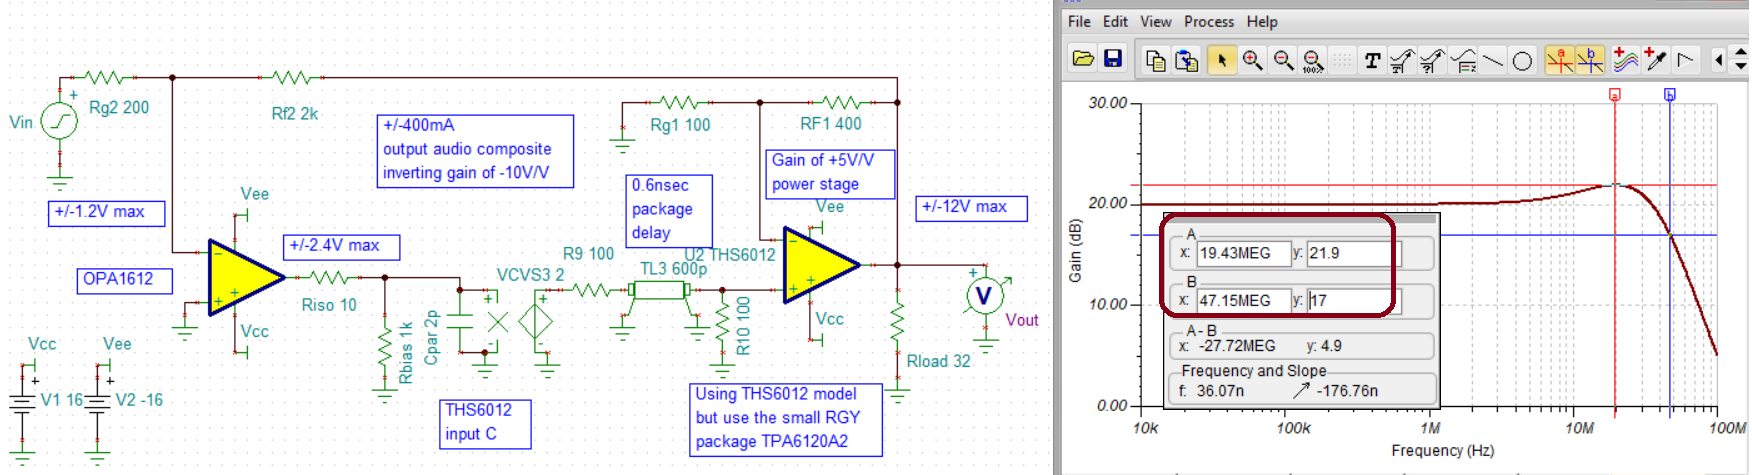 Rg2 200
Rf2 2k
Vin
+/-400mA
output audio composite
inverting gain of -10V/V
Rg1 100
RF1 400
Gain of +5V/V
power stage
0.6nsec
package
delay
Vee
+/-1.2V max
+/-2.4V max
Vee
+/-12V max
OPA1612
Riso 10
VCVS3 2
R9 100
U2 THS6012
TL3 600p
Vcc
Rbias 1k
Cpar 2p
R10 100
Vcc
V
Vout
Rload 32
Vcc
Vee
V1 16
V2 -16
THS6012
input C
Using THS6012 model
but use the small RGY
package TPA6120A2
File Edit View Process Help
100%
T
a
b
a
b
30.00
20.00
10.00
0.00
Gain (dB)
A
x: 19.43MEG y: 21.9
B
x: 47.15MEG y: 17
A - B
x: -27.72MEG y: 4.9
Frequency and Slope
f: 36.07n -176.76n
10k 100k 1M 10M 100M
Frequency (Hz)